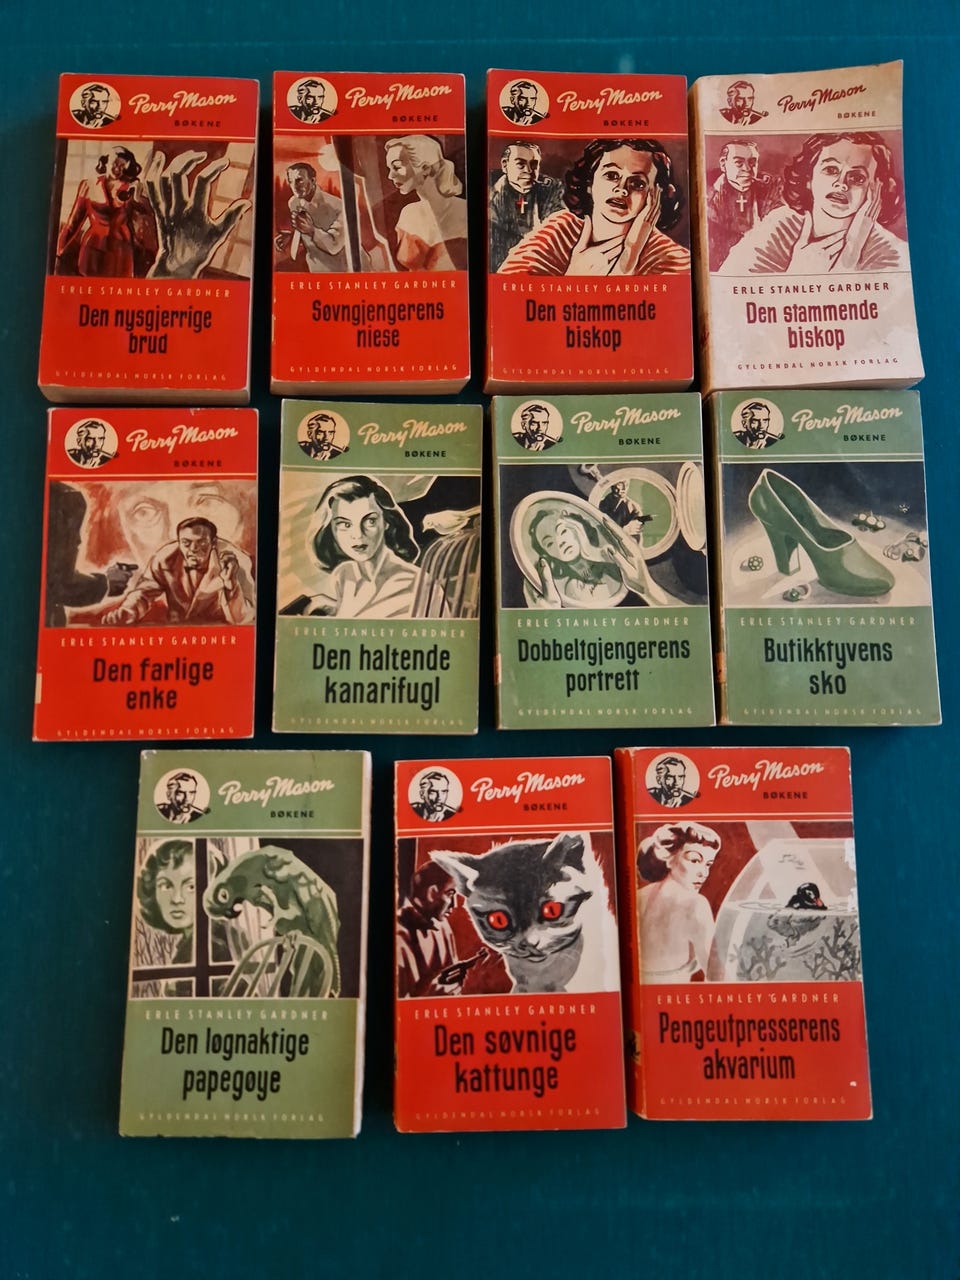 Perry Mason
BØKENE
ERLE STANLEY GARDNER
Den nysgjerrige
brud
GYLDENDAL NORSK FORLAG
Perry Mason
BØKENE
ERLE STANLEY GARDNER
Søvngjengerens
niese
GYLDENDAL NORSK FORLAG
Perry Mason
BØKENE
ERLE STANLEY GARDNER
Den stammende
biskop
GYLDENDAL NORSK FORLAG
Perry Mason
BØKENE
ERLE STANLEY GARDNER
Den stammende
biskop
GYLDENDAL NORSK FORLAG
Perry Mason
BØKENE
ERLE STANLEY GARDNER
Den farlige
enke
GYLDENDAL NORSK FORLAG
Perry Mason
BØKENE
ERLE STANLEY GARDNER
Den haltende
kanarifugl
GYLDENDAL NORSK FORLAG
Perry Mason
BØKENE
ERLE STANLEY GARDNER
Dobbeltgjengerens
portrett
GYLDENDAL NORSK FORLAG
Perry Mason
BØKENE
ERLE STANLEY GARDNER
Butikktyvens
sko
GYLDENDAL NORSK FORLAG
Perry Mason
BØKENE
ERLE STANLEY GARDNER
Den løgnaktige
papegøye
GYLDENDAL NORSK FORLAG
Perry Mason
BØKENE
ERLE STANLEY GARDNER
Den søvnige
kattunge
GYLDENDAL NORSK FORLAG
Perry Mason
BØKENE
ERLE STANLEY GARDNER
Pengeutpresserens
akvarium
GYLDENDAL NORSK FORLAG